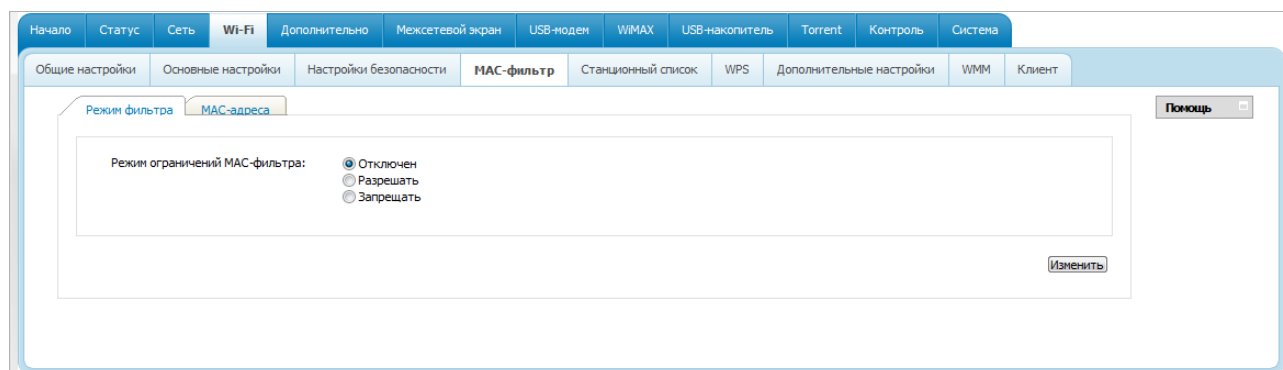 Начало Статус Сеть Wi-Fi Дополнительно Межсетевой экран USB-модем WiMAX USB-накопитель Torrent Контроль Система
Общие настройки Основные настройки Настройки безопасности MAC-фильтр Станционный список WPS Дополнительные настройки WMM Клиент
Режим фильтра MAC-адреса Помощь
Режим ограничений MAC-фильтра: Отключен
Разрешать
Запрещать
Изменить